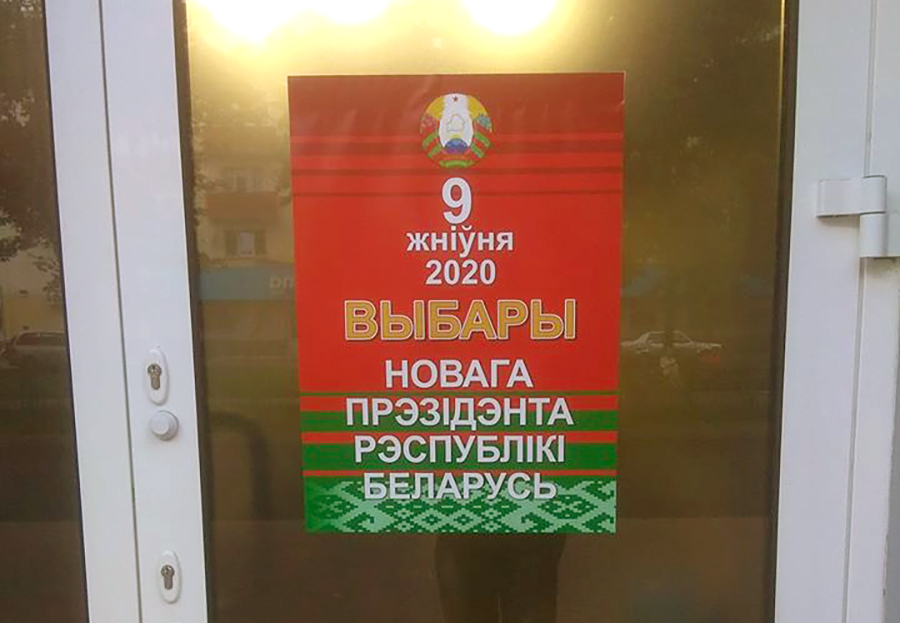 9
жніўня
2020
ВЫБАРЫ
НОВАГА
ПРЭЗІДЭНТА
РЭСПУБЛІКІ
БЕЛАРУСЬ